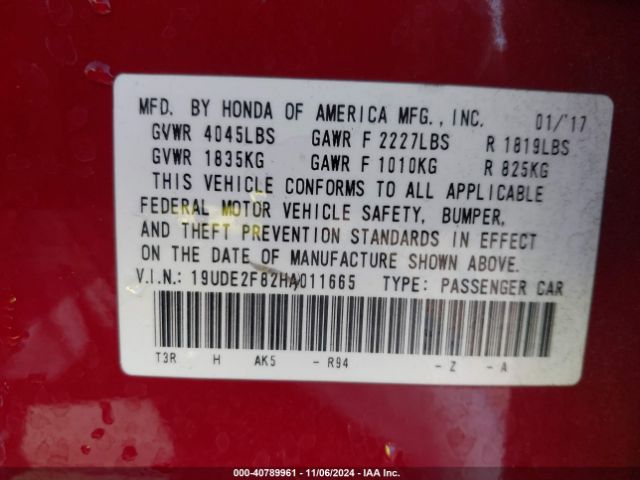 MFD. BY HONDA OF AMERICA MFG., INC. 01/'17
GVWR 4045LBS GAWR F 2227LBS R 1819LBS
GVWR 1835KG GAWR F 1010KG R 825KG
THIS VEHICLE CONFORMS TO ALL APPLICABLE
FEDERAL MOTOR VEHICLE SAFETY, BUMPER,
AND THEFT PREVENTION STANDARDS IN EFFECT
ON THE DATE OF MANUFACTURE SHOWN ABOVE.
V.I.N.: 19UDE2F82HA011665 TYPE: PASSENGER CAR
T3R H AK5 - R94 - Z - A
000-40789961 - 11/06/2024 - IAA Inc.